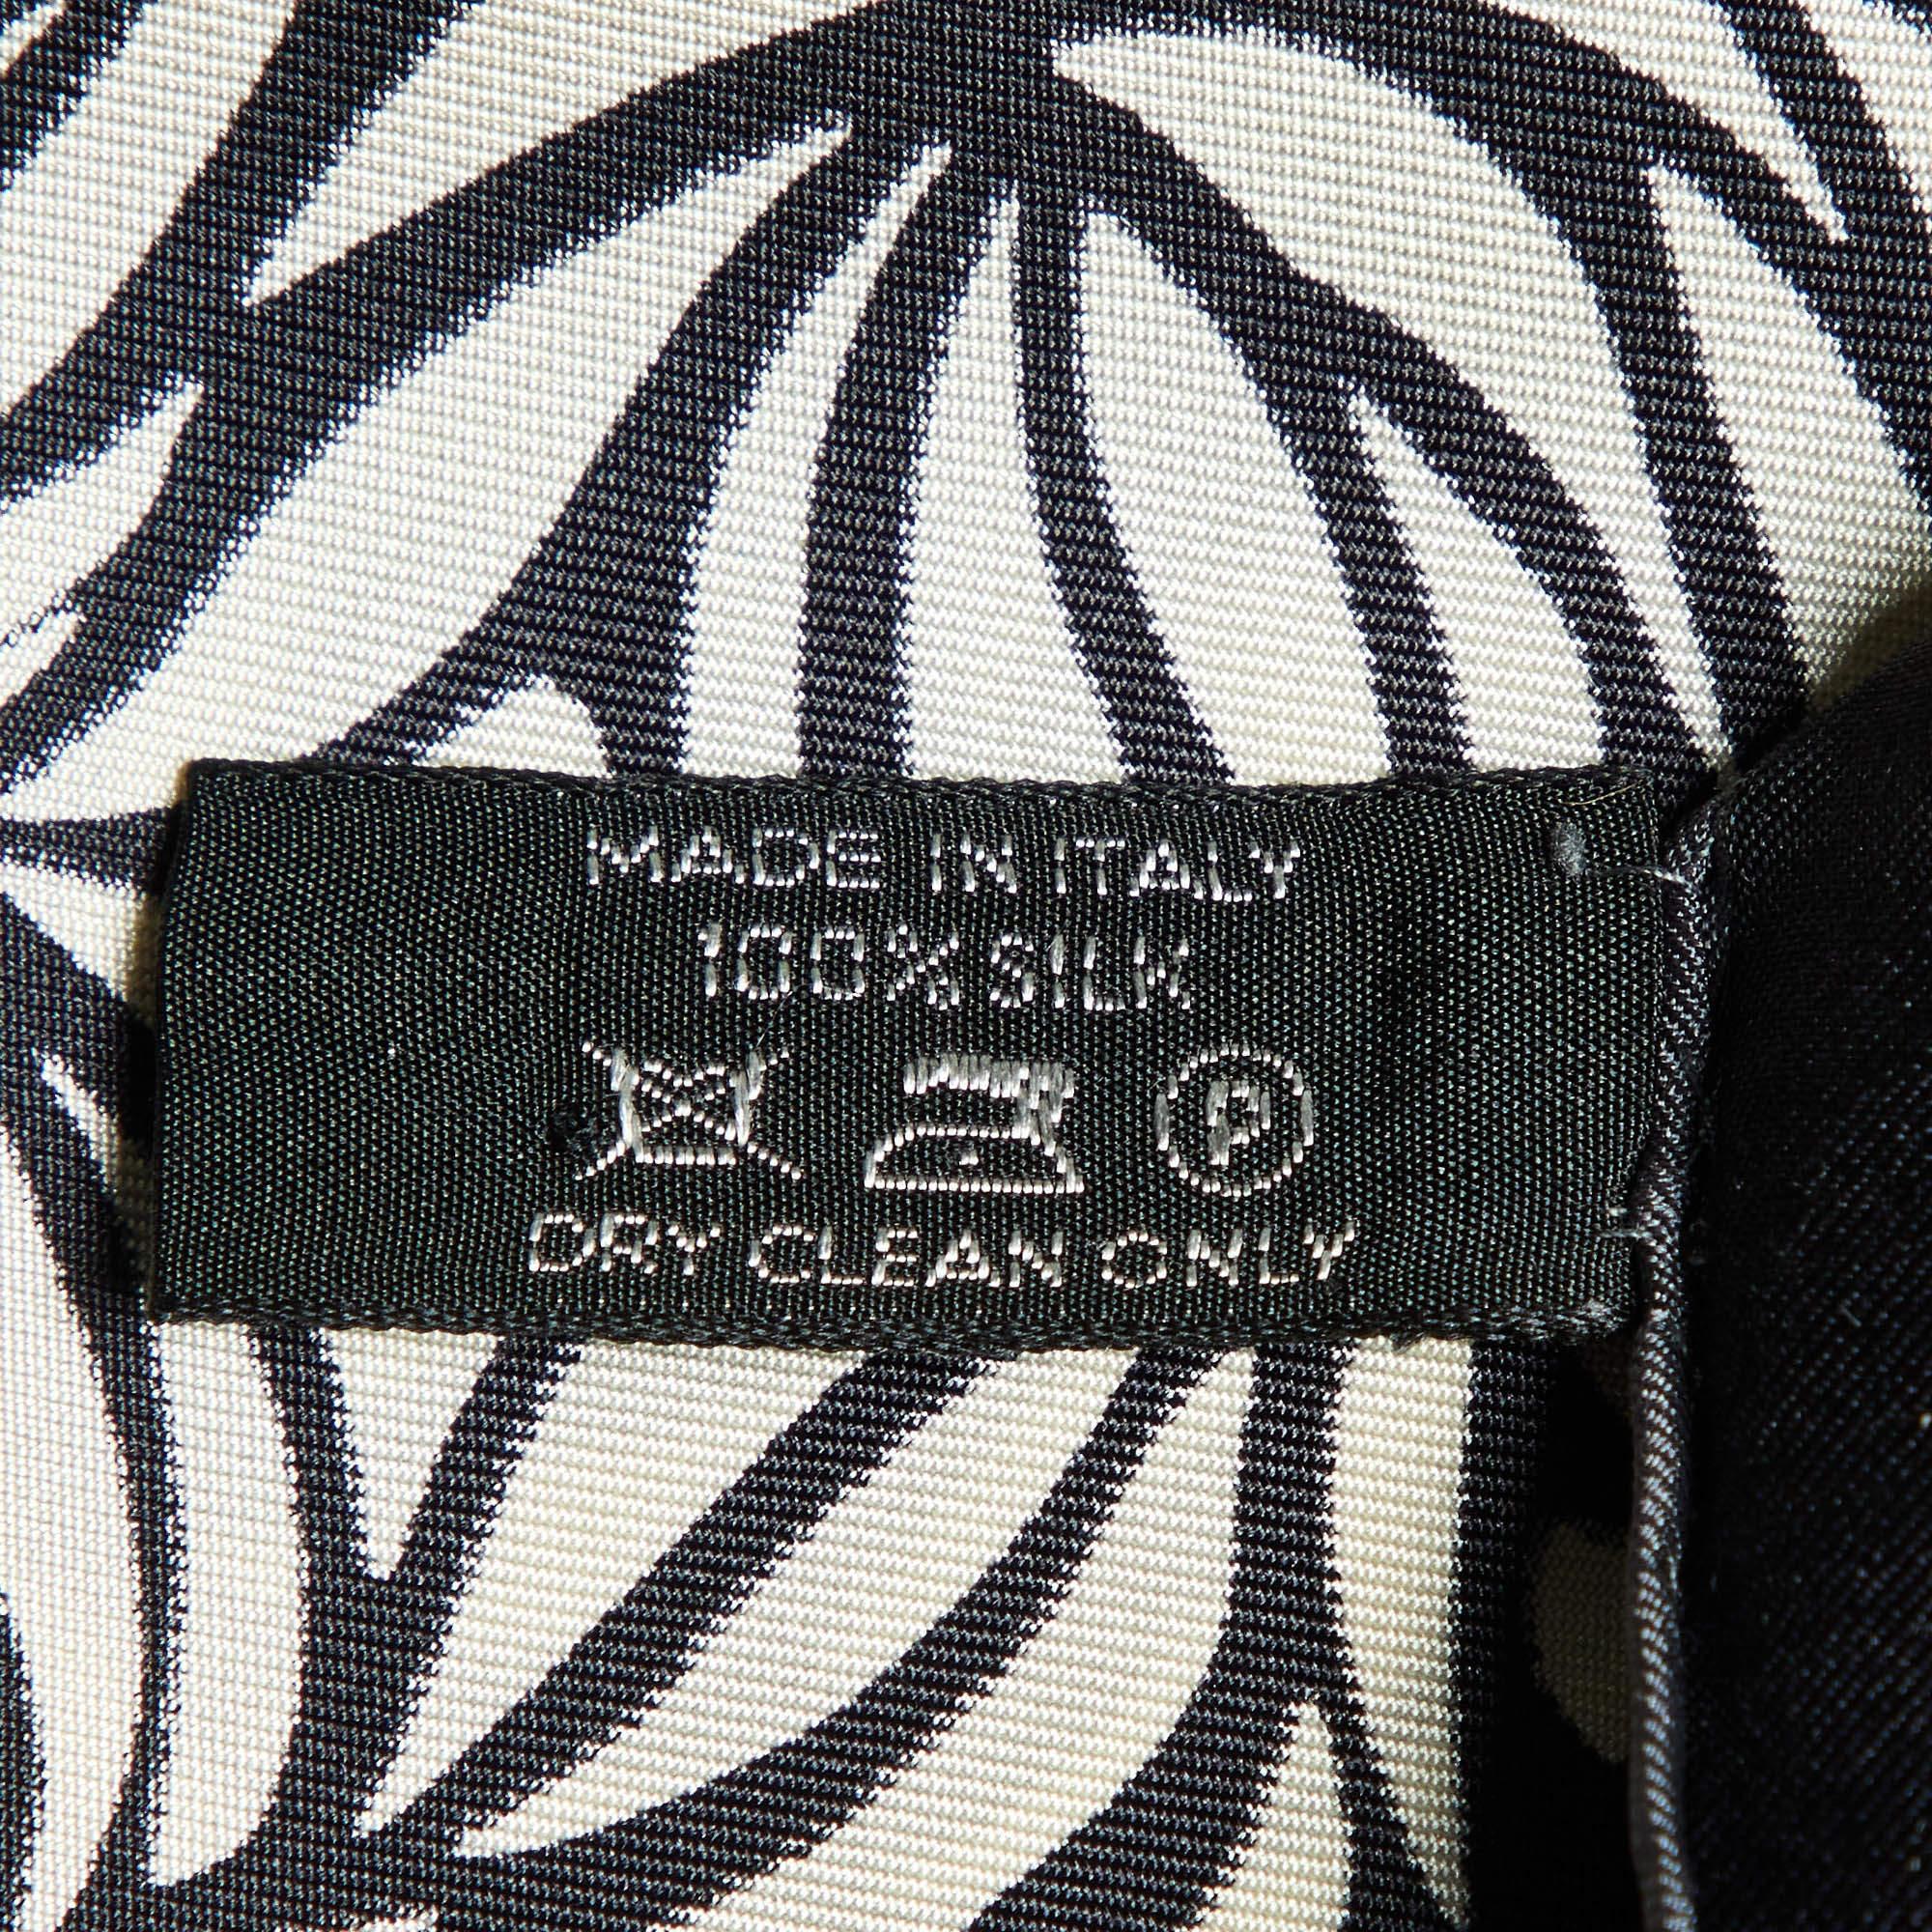 MADE IN ITALY
100% SILK
P
DRY CLEAN ONLY